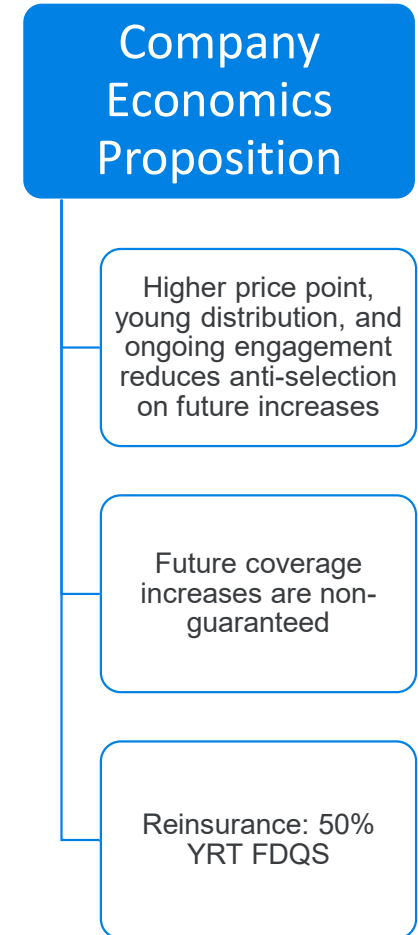 Company
Economics
Proposition
Higher price point,
young distribution, and
ongoing engagement
reduces anti-selection
on future increases
Future coverage
increases are non-
guaranteed
Reinsurance: 50%
YRT FDQS